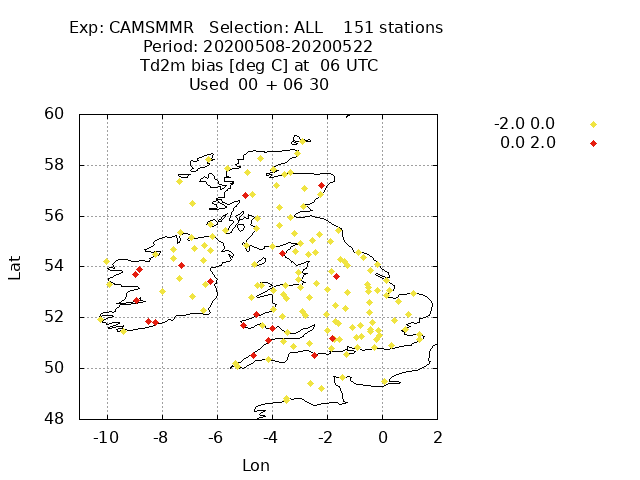 Exp: CAMSMMR   Selection: ALL    151 stations
Period: 20200508-20200522
Td2m bias [deg C] at  06 UTC
Used  00 + 06 30
-2.0 0.0
0.0 2.0
60
58
56
54
52
50
48
Lat
-10 -8 -6 -4 -2 0 2
Lon